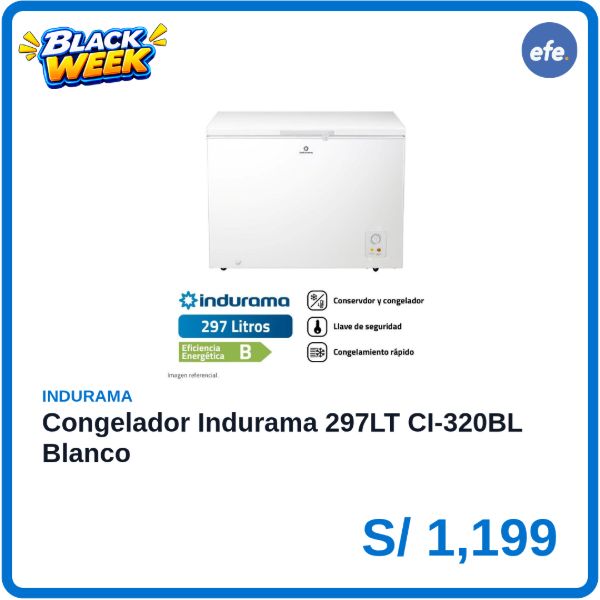 BLACK
WEEK
efe.
indurama
indurama
297 Litros
Eficiencia
Energética
B
Conservdor y congelador
Llave de seguridad
Congelamiento rápido
Imagen referencial.
INDURAMA
Congelador Indurama 297LT CI-320BL
Blanco
S/ 1,199